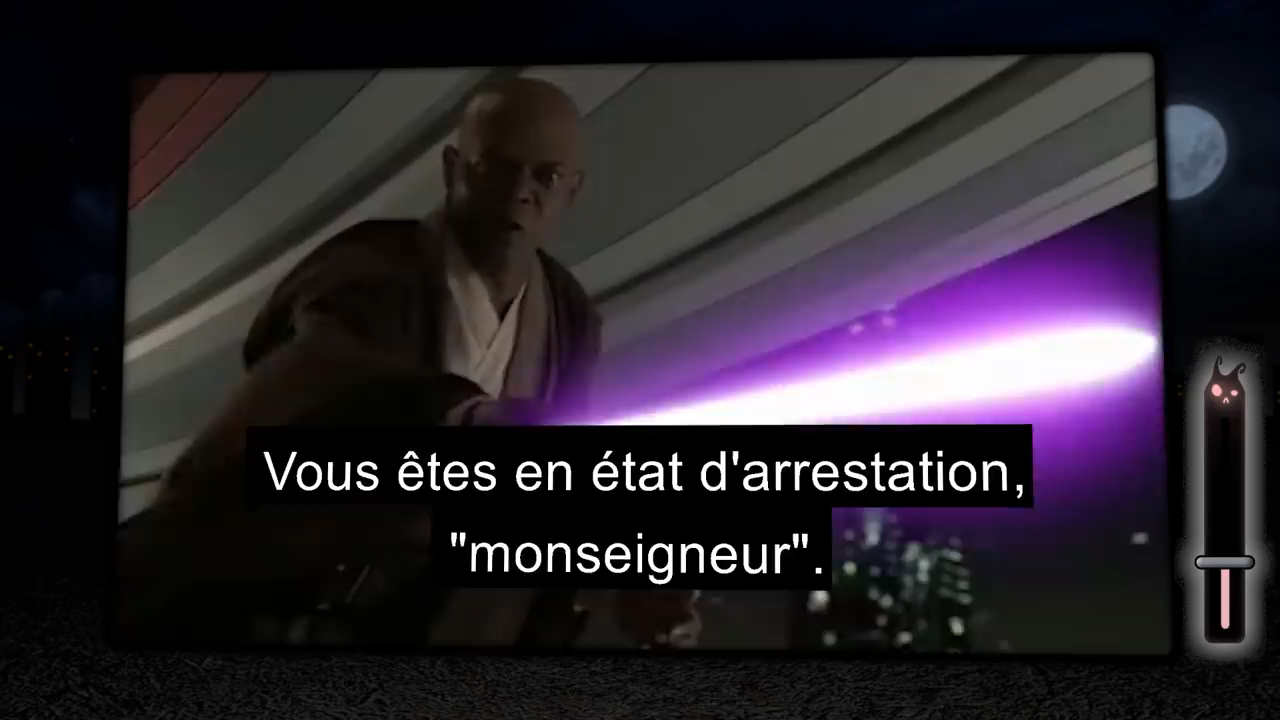 Vous êtes en état d'arrestation,
"monseigneur".